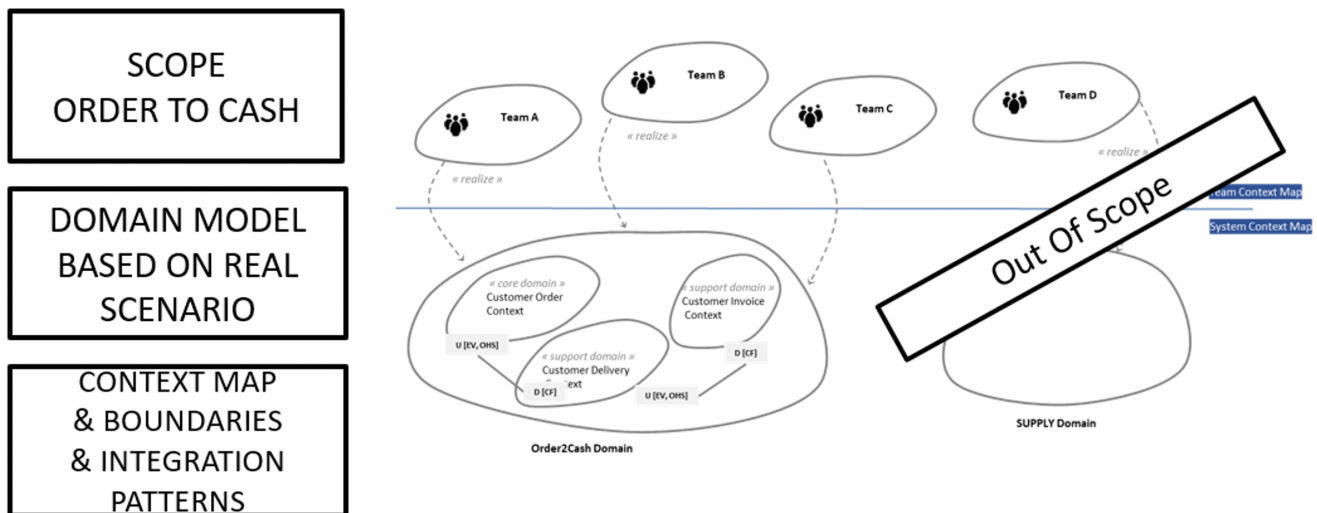 SCOPE
ORDER TO CASH
DOMAIN MODEL
BASED ON REAL
SCENARIO
CONTEXT MAP
& BOUNDARIES
& INTEGRATION
PATTERNS
Team A
Team B
Team C
Team D
« realize »
« realize »
« realize »
Team Context Map
System Context Map
Out Of Scope
« core domain »
Customer Order
Context
« support domain »
Customer Invoice
Context
U [EV, OHS]
« support domain »
Customer Delivery
D [CF]
D [CF]
U [EV, OHS]
Order2Cash Domain
SUPPLY Domain